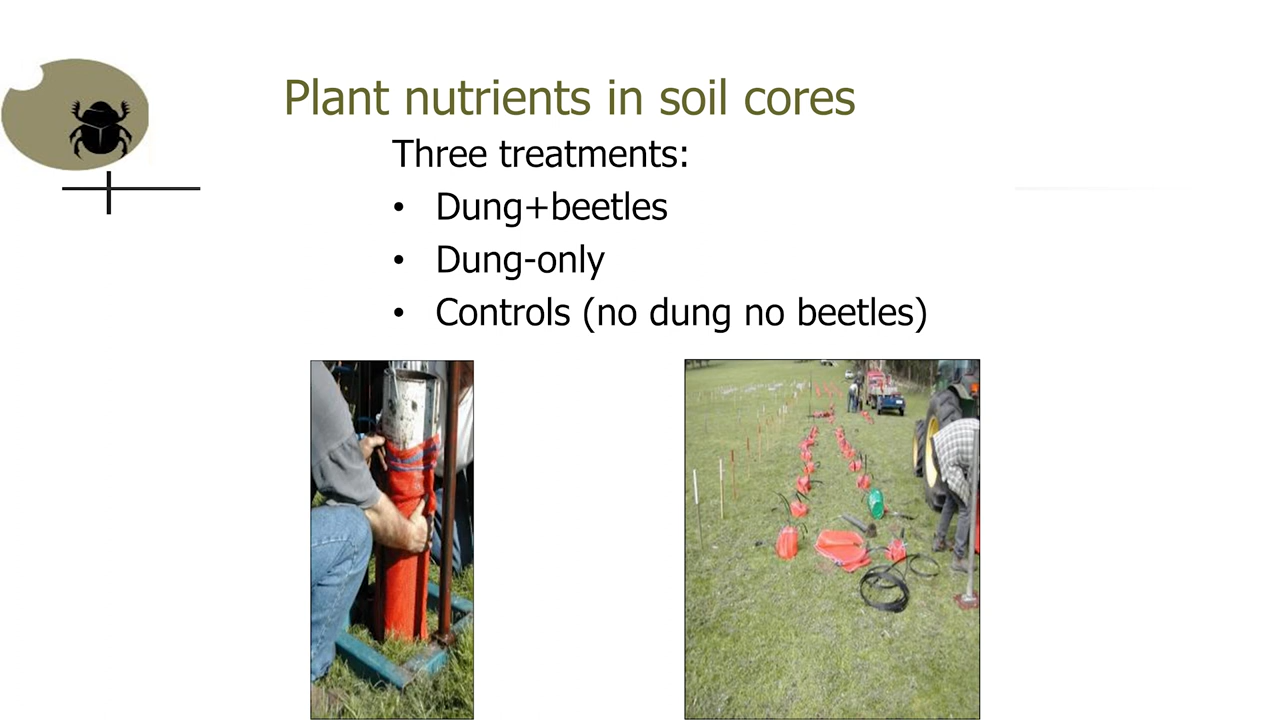 Plant nutrients in soil cores
Three treatments:
• Dung+beetles
• Dung-only
• Controls (no dung no beetles)